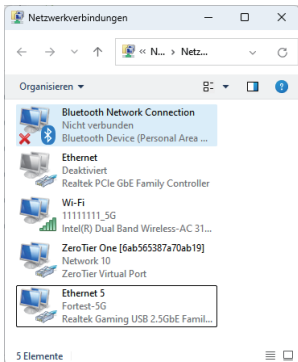 Netzwerkverbindungen
« N... › Netz...
Organisieren
Bluetooth Network Connection
Nicht verbunden
Bluetooth Device (Personal Area ...
Ethernet
Deaktiviert
Realtek PCIe GbE Family Controller
Wi-Fi
11111111_5G
Intel(R) Dual Band Wireless-AC 31...
ZeroTier One [6ab565387a70ab19]
Network 10
ZeroTier Virtual Port
Ethernet 5
Fortest-5G
Realtek Gaming USB 2.5GbE Famil...
5 Elemente